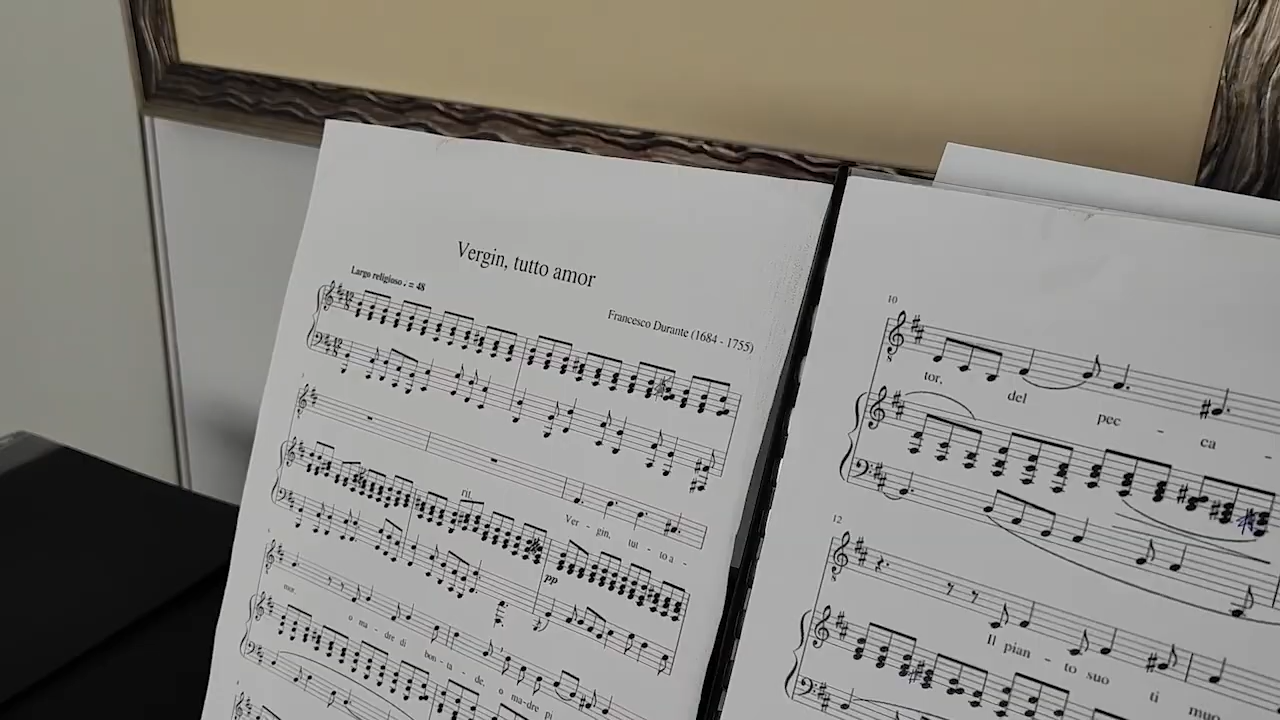 Vergin, tutto amor
Largo religioso ♩. = 48
Francesco Durante (1684 - 1755)
rit.
Ver - gin, tut - to a -
pp
mor, o ma - dre di bon - ta - de, o ma-dre pi
10
tor, del pec - ca -
12
Il pian - to suo ti muo